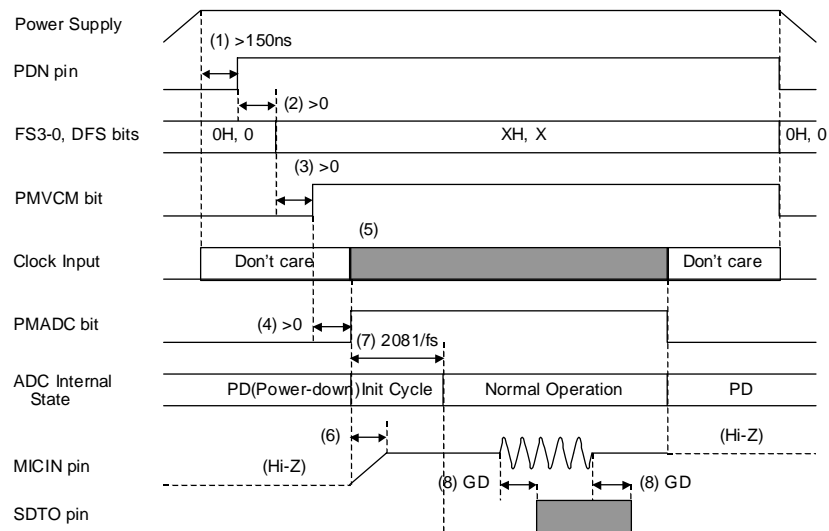 Power Supply
(1) >150ns
PDN pin
(2) >0
FS3-0, DFS bits
0H, 0
XH, X
0H, 0
(3) >0
PMVCM bit
(5)
Clock Input
Don't care
Don't care
(4) >0
PMADC bit
(7) 2081/fs
ADC Internal
State
PD(Power-down)
Init Cycle
Normal Operation
PD
(6)
(Hi-Z)
MICIN pin
(Hi-Z)
(8) GD
(8) GD
SDTO pin